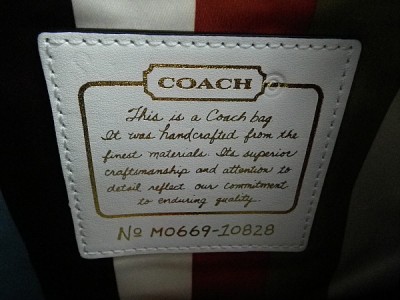 COACH
This is a Coach bag
It was handcrafted from the
finest materials. Its superior
craftsmanship and attention to
detail reflect our commitment
to enduring quality.
No M0669-10828